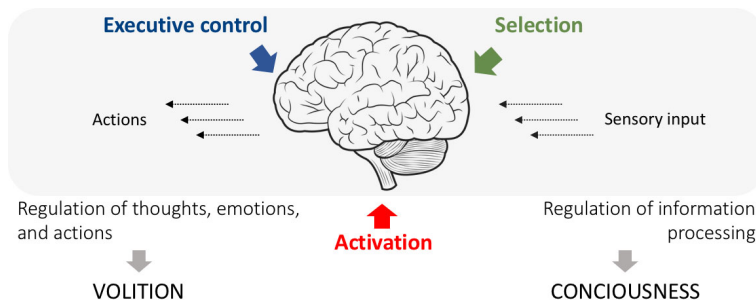 Executive control
Selection
Actions
Sensory input
Regulation of thoughts, emotions,
and actions
Activation
Regulation of information
processing
VOLITION
CONCIOUSNESS